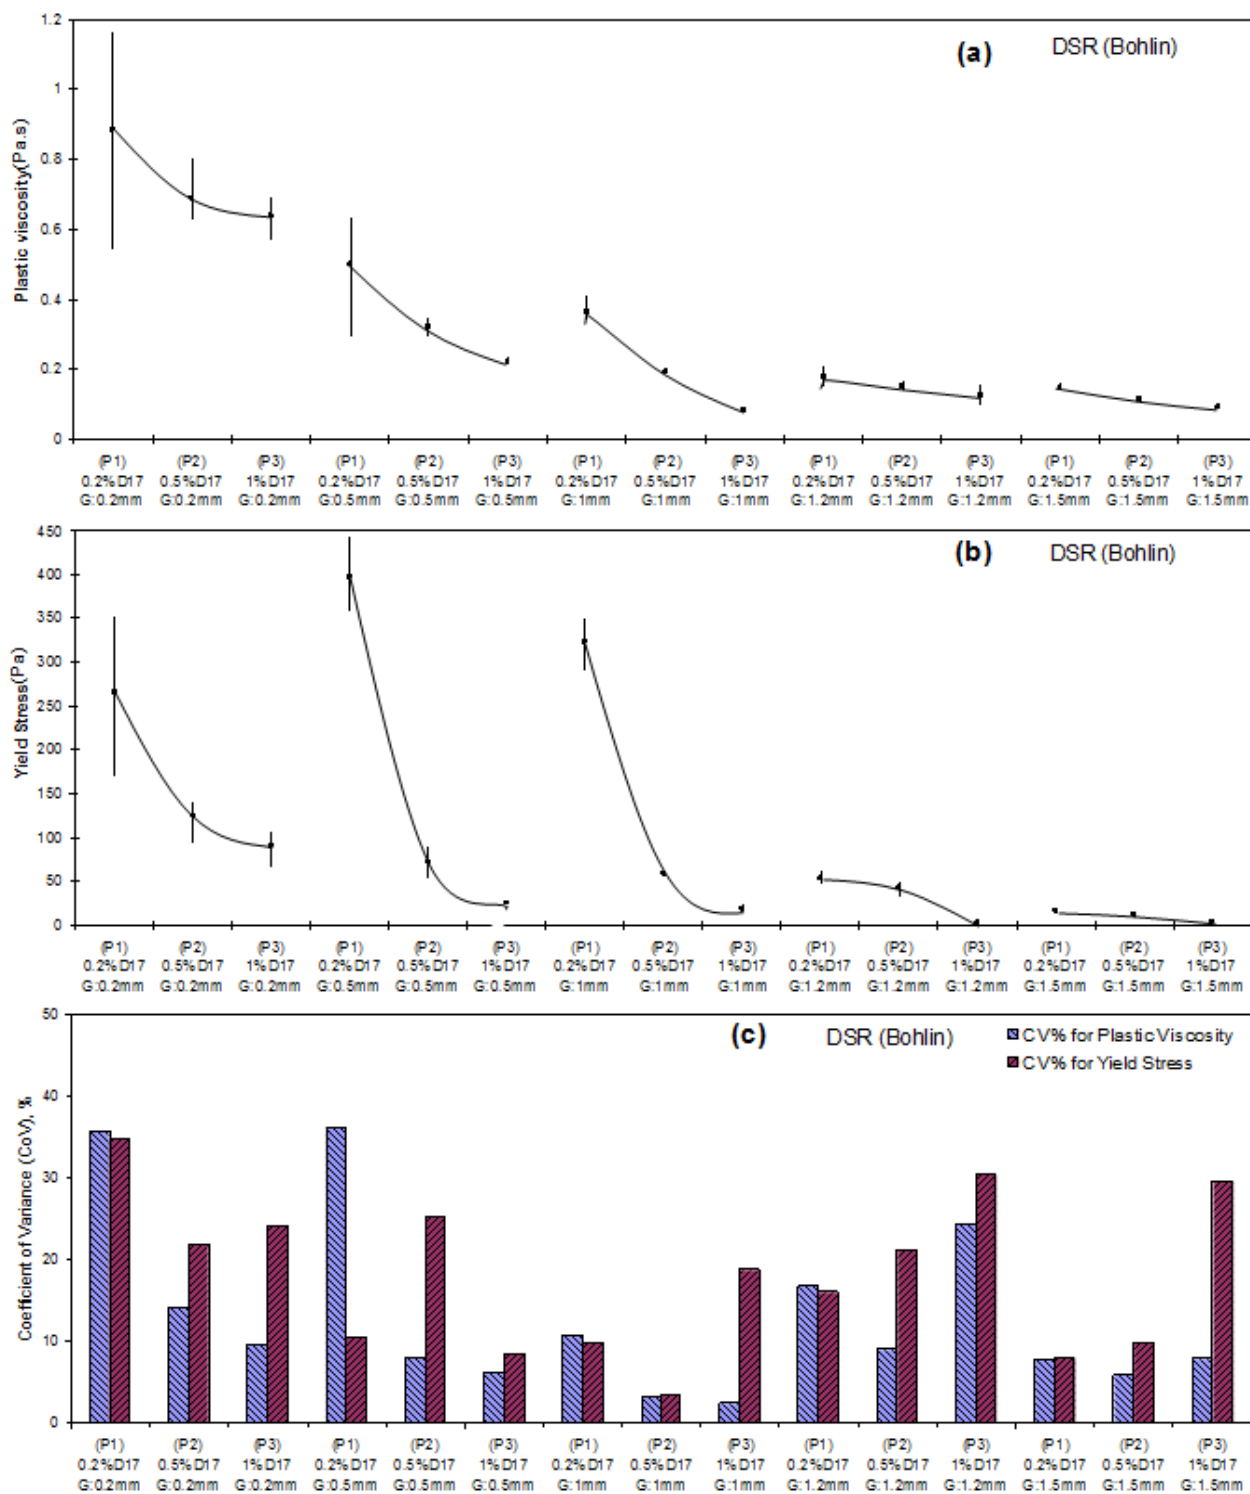 (a) DSR (Bohlin)
Plastic viscosity(Pa.s)
1.2
1
0.8
0.6
0.4
0.2
0
(P1) (P2) (P3) (P1) (P2) (P3) (P1) (P2) (P3) (P1) (P2) (P3) (P1) (P2) (P3)
0.2%D17 0.5%D17 1%D17 0.2%D17 0.5%D17 1%D17 0.2%D17 0.5%D17 1%D17 0.2%D17 0.5%D17 1%D17 0.2%D17 0.5%D17 1%D17
G:0.2mm G:0.2mm G:0.2mm G:0.5mm G:0.5mm G:0.5mm G:1mm G:1mm G:1mm G:1.2mm G:1.2mm G:1.2mm G:1.5mm G:1.5mm G:1.5mm
(b) DSR (Bohlin)
Yield Stress(Pa)
450
400
350
300
250
200
150
100
50
0
(P1) (P2) (P3) (P1) (P2) (P3) (P1) (P2) (P3) (P1) (P2) (P3) (P1) (P2) (P3)
0.2%D17 0.5%D17 1%D17 0.2%D17 0.5%D17 1%D17 0.2%D17 0.5%D17 1%D17 0.2%D17 0.5%D17 1%D17 0.2%D17 0.5%D17 1%D17
G:0.2mm G:0.2mm G:0.2mm G:0.5mm G:0.5mm G:0.5mm G:1mm G:1mm G:1mm G:1.2mm G:1.2mm G:1.2mm G:1.5mm G:1.5mm G:1.5mm
(c) DSR (Bohlin)
CV% for Plastic Viscosity
CV% for Yield Stress
Coefficient of Variance (CoV), %
50
40
30
20
10
0
(P1) (P2) (P3) (P1) (P2) (P3) (P1) (P2) (P3) (P1) (P2) (P3) (P1) (P2) (P3)
0.2%D17 0.5%D17 1%D17 0.2%D17 0.5%D17 1%D17 0.2%D17 0.5%D17 1%D17 0.2%D17 0.5%D17 1%D17 0.2%D17 0.5%D17 1%D17
G:0.2mm G:0.2mm G:0.2mm G:0.5mm G:0.5mm G:0.5mm G:1mm G:1mm G:1mm G:1.2mm G:1.2mm G:1.2mm G:1.5mm G:1.5mm G:1.5mm